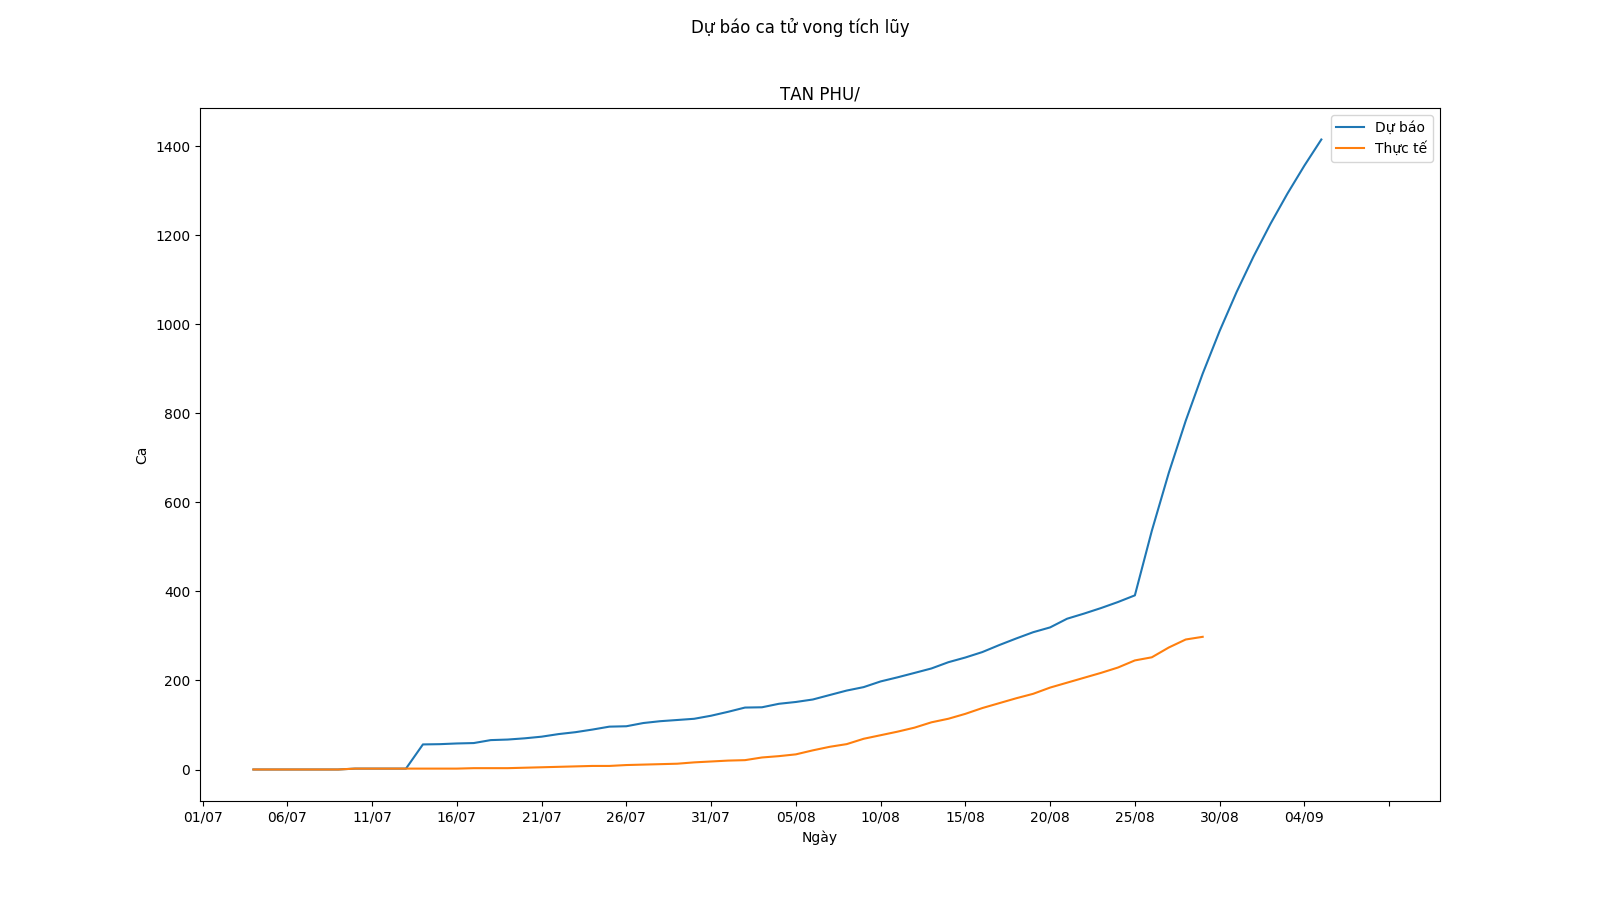 Dự báo ca tử vong tích lũy
TAN PHU/
Dự báo
Thực tế
1400
1200
1000
800
600
400
200
0
Ca
01/07 06/07 11/07 16/07 21/07 26/07 31/07 05/08 10/08 15/08 20/08 25/08 30/08 04/09
Ngày